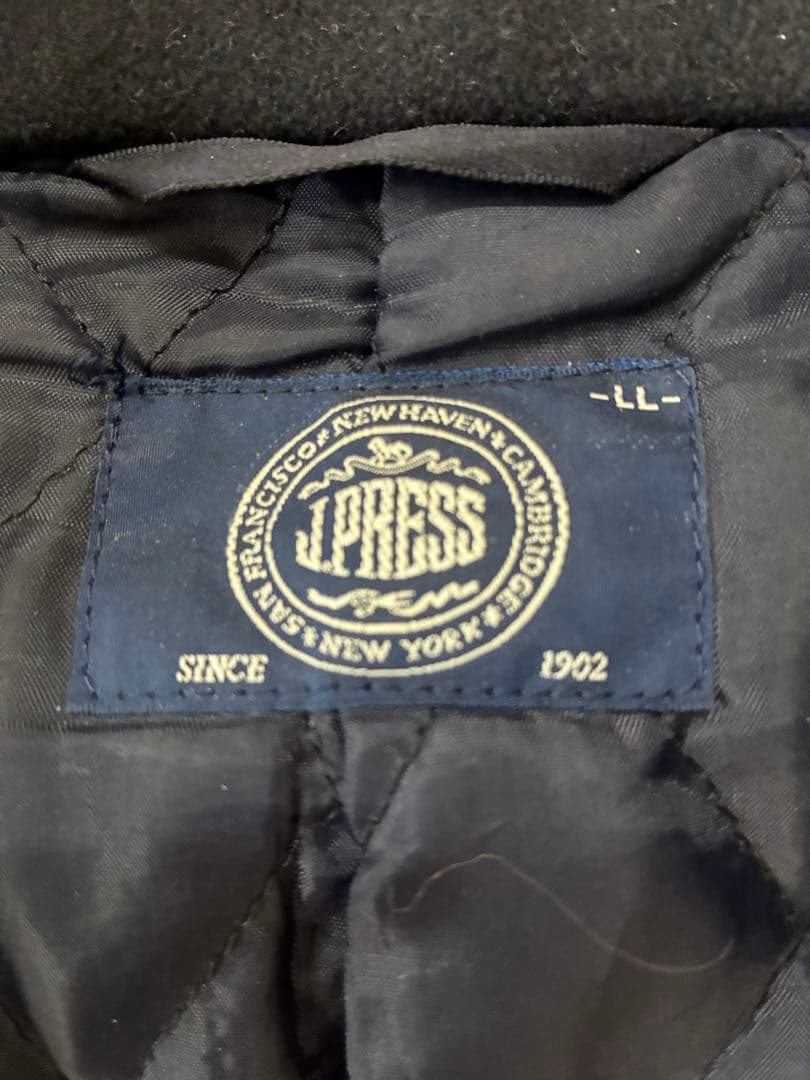 -LL-
SAN FRANCISCO NEW HAVEN CAMBRIDGE
J.PRESS
NEW YORK
SINCE 1902